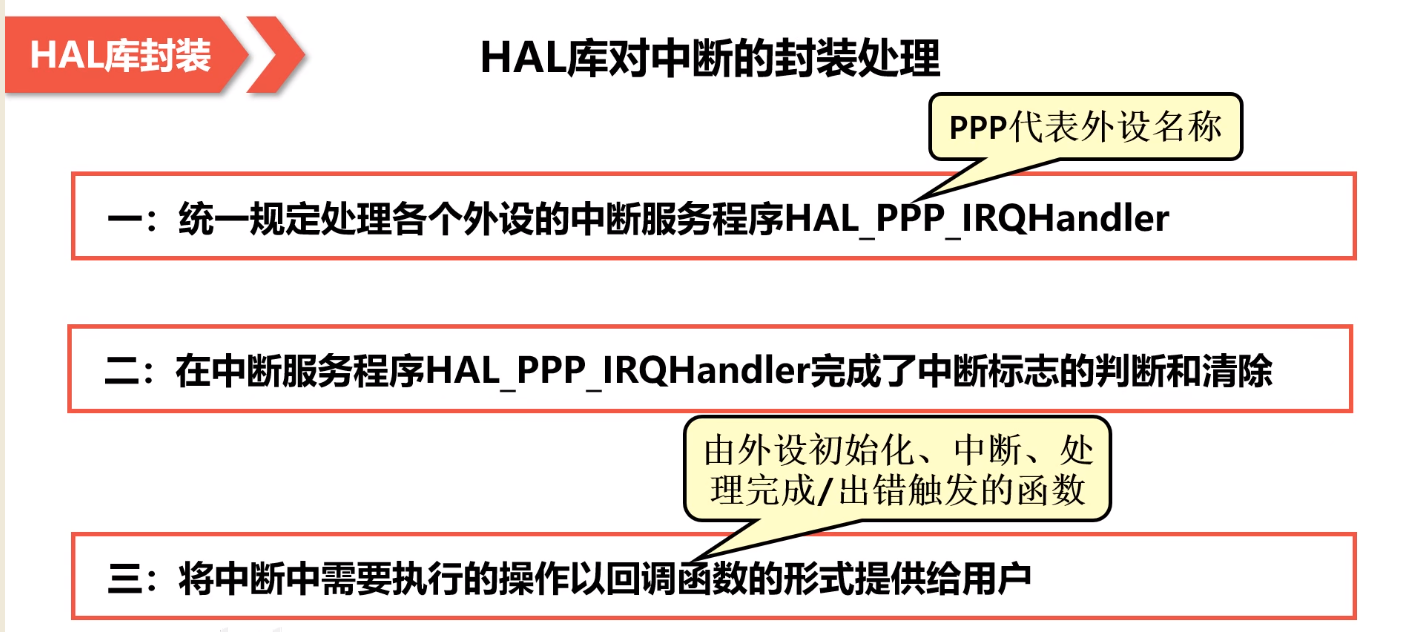 HAL库封装
HAL库对中断的封装处理
PPP代表外设名称
一：统一规定处理各个外设的中断服务程序HAL_PPP_IRQHandler
二：在中断服务程序HAL_PPP_IRQHandler完成了中断标志的判断和清除
由外设初始化、中断、处
理完成/出错触发的函数
三：将中断中需要执行的操作以回调函数的形式提供给用户